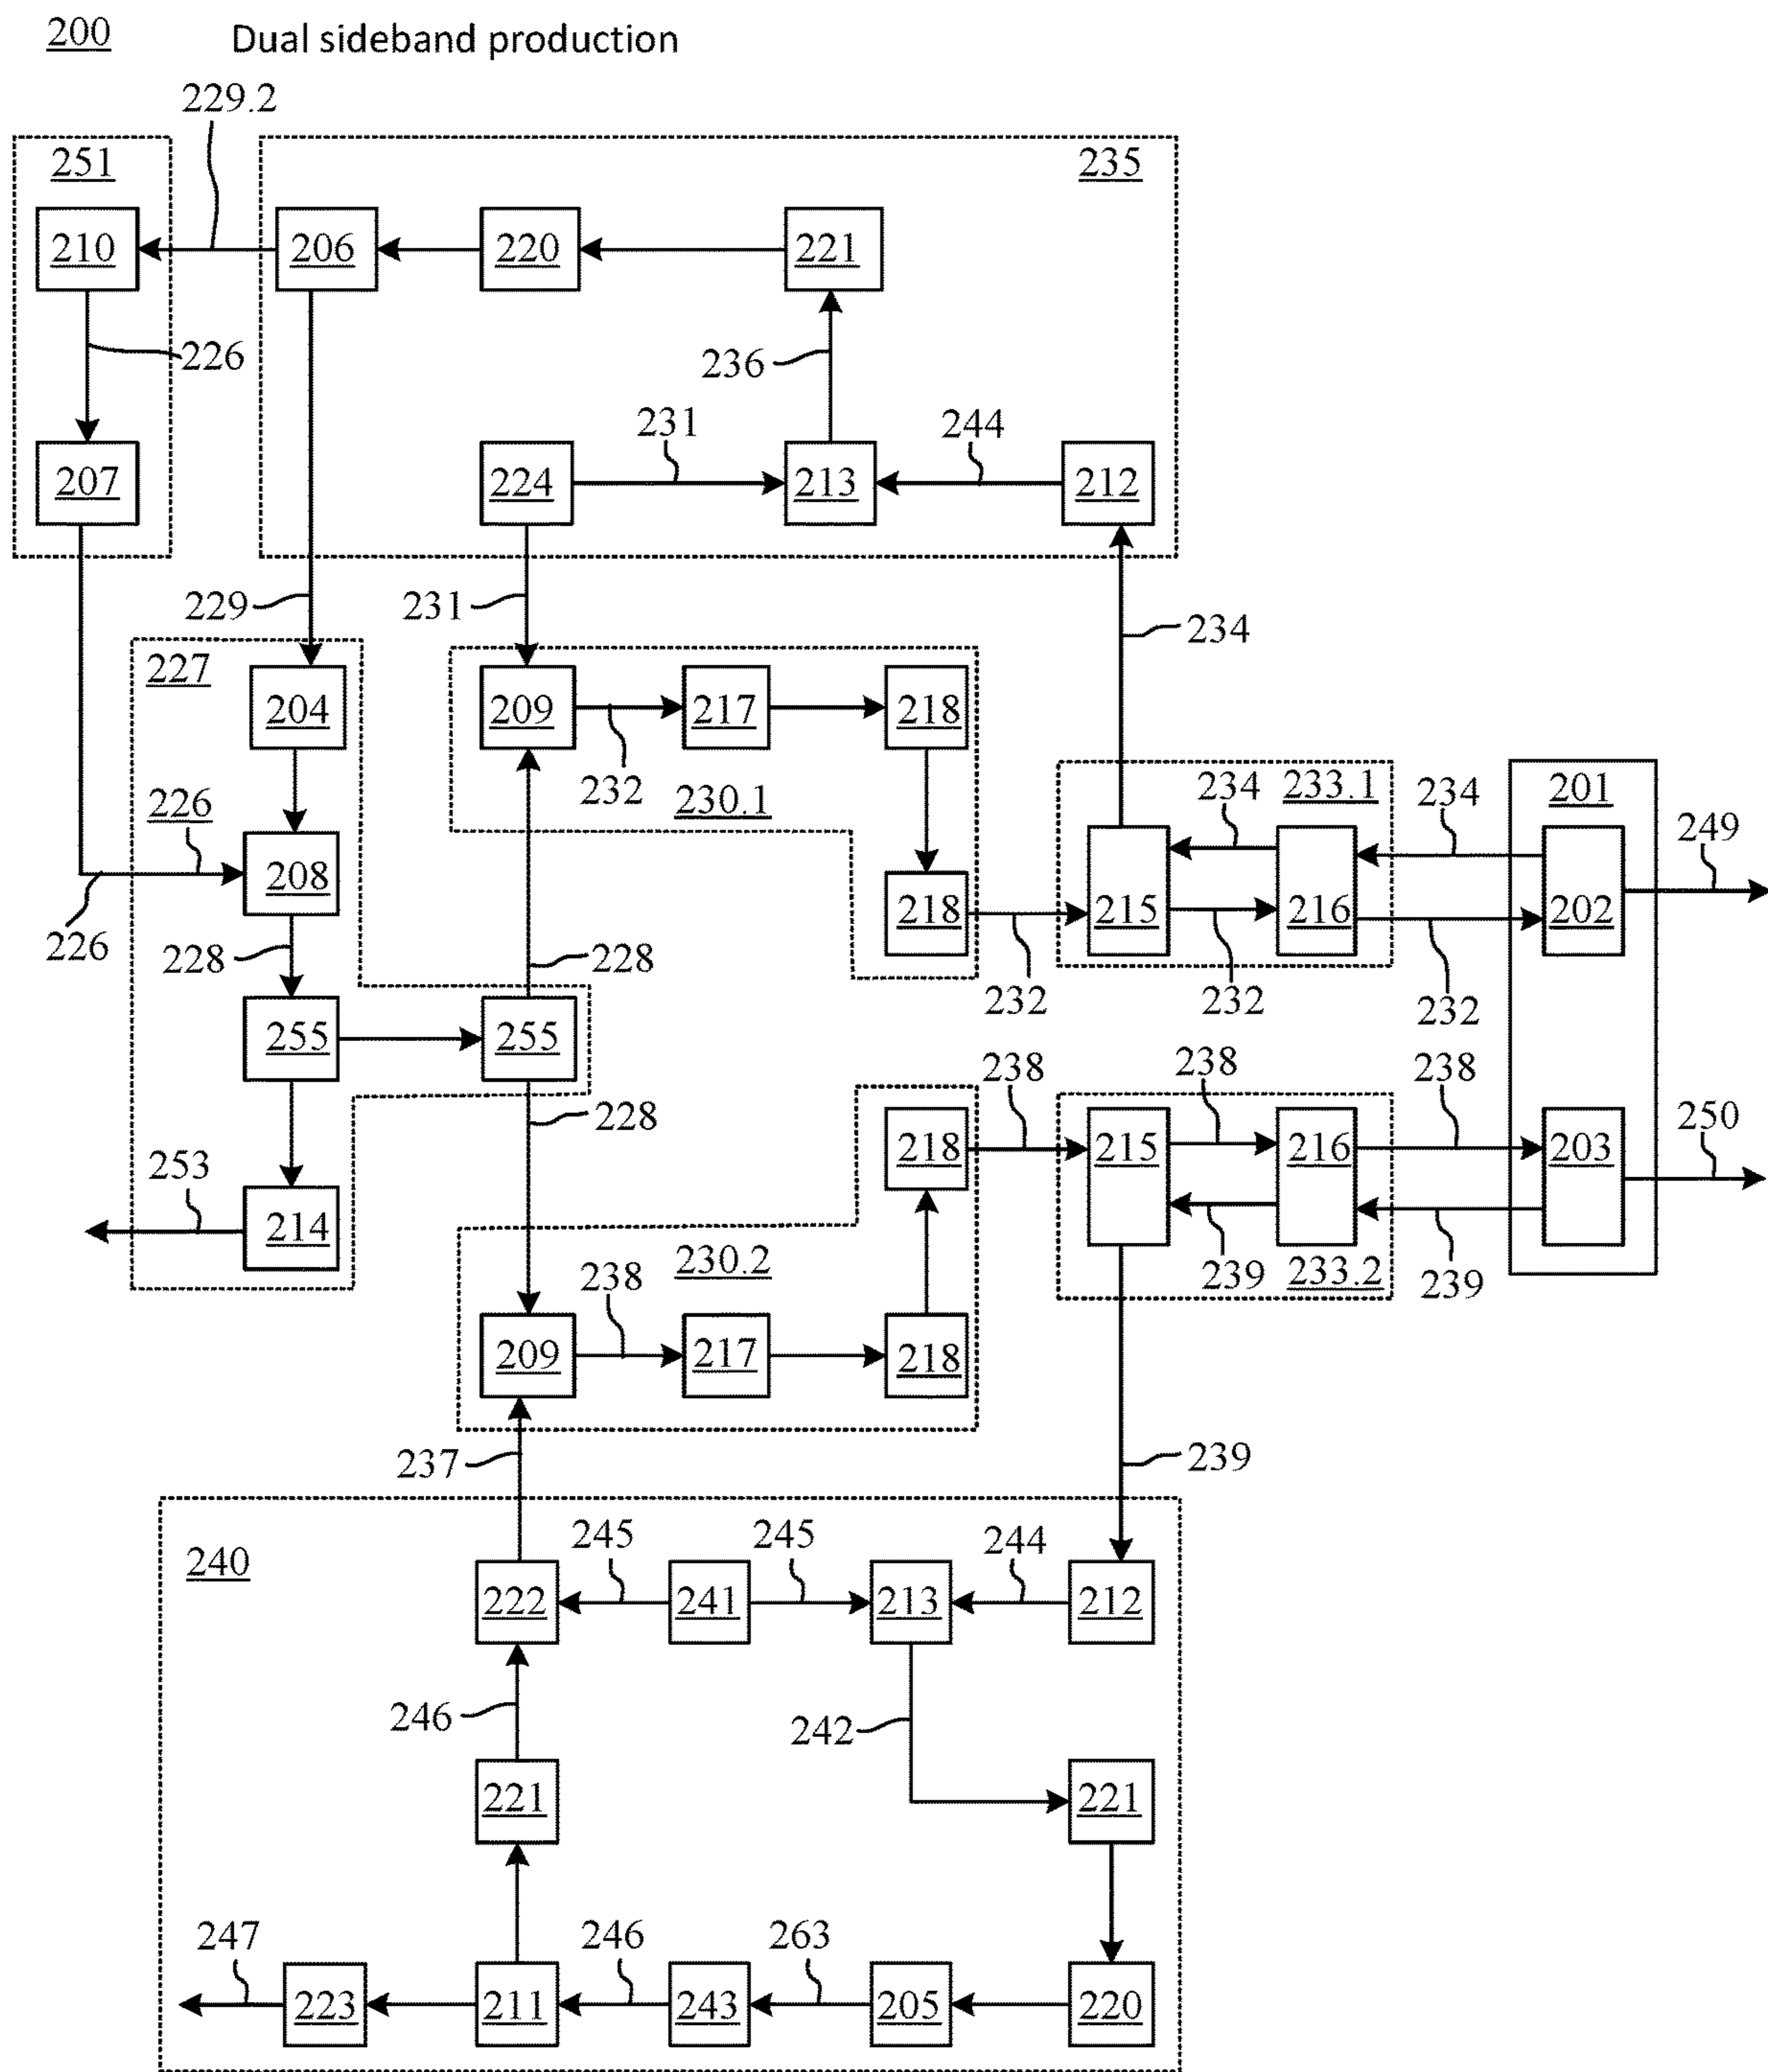 200 Dual sideband production
229.2
251 235
210 206 220 221
226 236
231 244
207 224 213 212
229 231 234
227 204 209 217 218
232 230.1
234 233.1 234 201 249
226 208
218 215 216 202
226 228 228 232 232 232
255 255
238 238 238 250
228
218 215 216 203
253 214
230.2 239 233.2 239
238
209 217 218
237 239
240 245 245 244
222 241 213 212
246 242
221 221
247 246 263
223 211 243 205 220